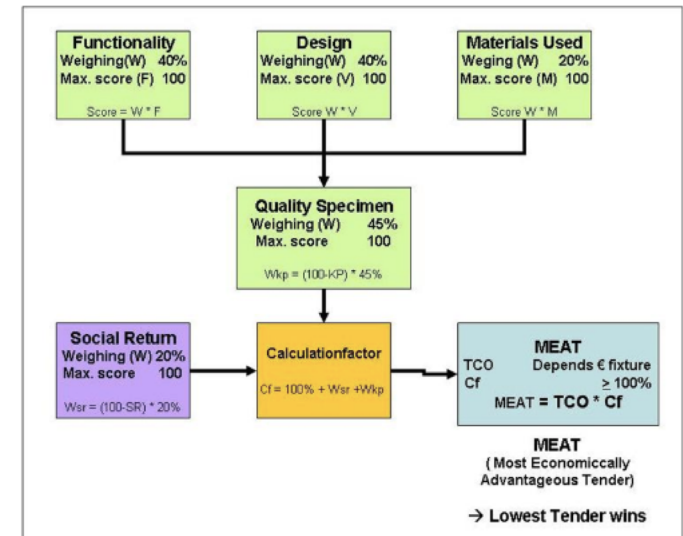 Functionality
Weighing(W) 40%
Max. score (F) 100
Score = W * F
Design
Weighing(W) 40%
Max. score (V) 100
Score W * V
Materials Used
Weging (W) 20%
Max. score (M) 100
Score W * M
Quality Specimen
Weighing (W) 45%
Max. score 100
Wkp = (100-KP) * 45%
Social Return
Weighing (W) 20%
Max. score 100
Wsr = (100-SR) * 20%
Calculationfactor
Cf = 100% + Wsr +Wkp
MEAT
TCO Depends € fixture
Cf ≥ 100%
MEAT = TCO * Cf
MEAT
( Most Economiccally
Advantageous Tender)
→ Lowest Tender wins